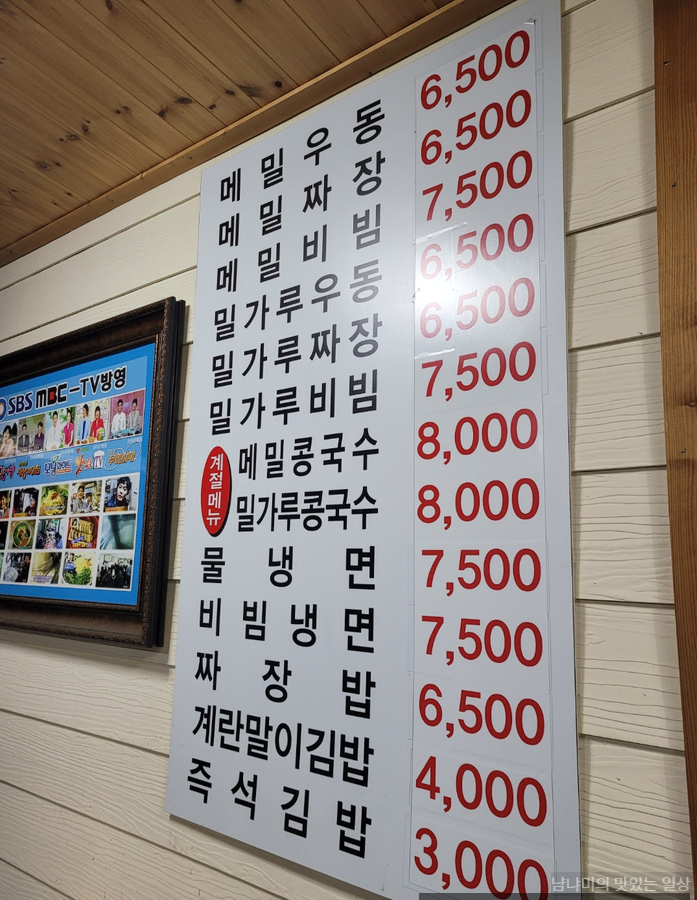 SBS MBC-TV방영
메밀우동 6,500
메밀짜장 6,500
메밀비빔 7,500
밀가루우동 6,500
밀가루짜장 6,500
밀가루비빔 7,500
계절메뉴
메밀콩국수 8,000
밀가루콩국수 8,000
물냉면 7,500
비빔냉면 7,500
짜장밥 6,500
계란말이김밥 4,000
즉석김밥 3,000
냠냐미의 맛있는 일상